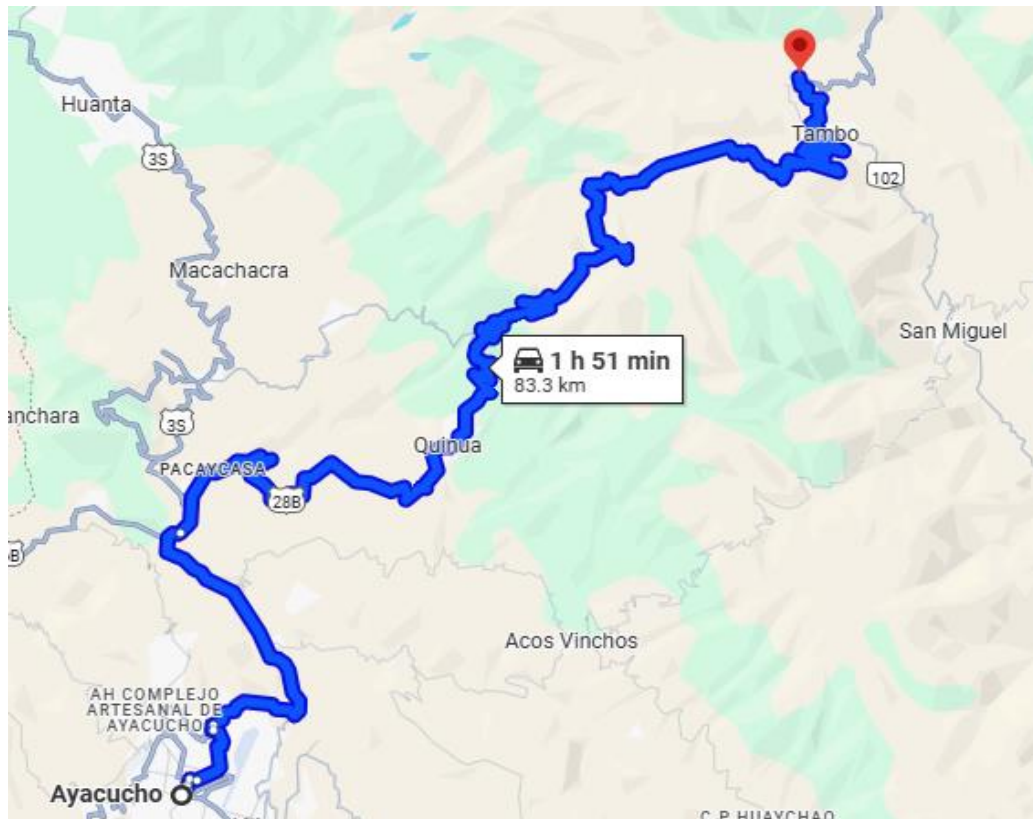 Huanta
3S
Tambo
102
Macachacra
San Miguel
1 h 51 min
83.3 km
anchara
3S
Quinua
PACAYCASA
28B
B
Acos Vinchos
AH COMPLEJO
ARTESANAL DE
AYACUCHO
Ayacucho
C.P. HUAYCHAO